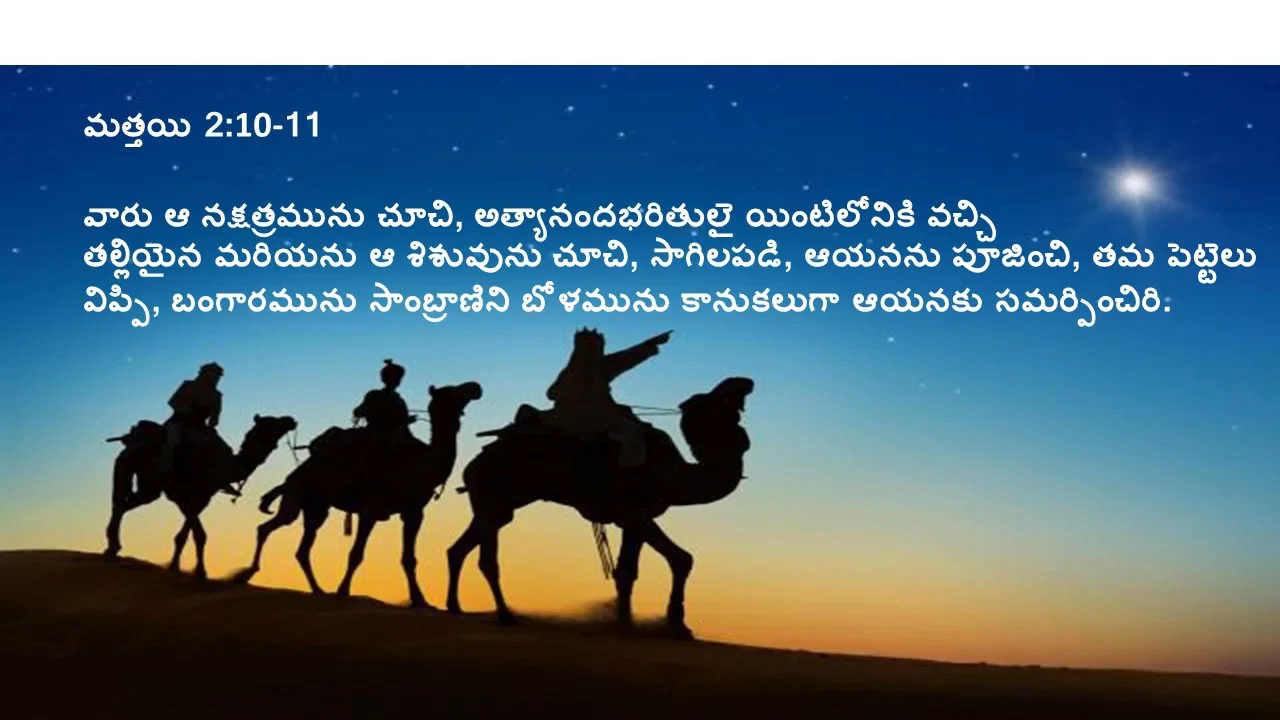 మత్తయి 2:10-11
వారు ఆ నక్షత్రమును చూచి, అత్యానందభరితులై యింటిలోనికి వచ్చి
తల్లియైన మరియను ఆ శిశువును చూచి, సాగిలపడి, ఆయనను పూజించి, తమ పెట్టెలు
విప్పి, బంగారమును సాంబ్రాణిని బోళమును కానుకలుగా ఆయనకు సమర్పించిరి.